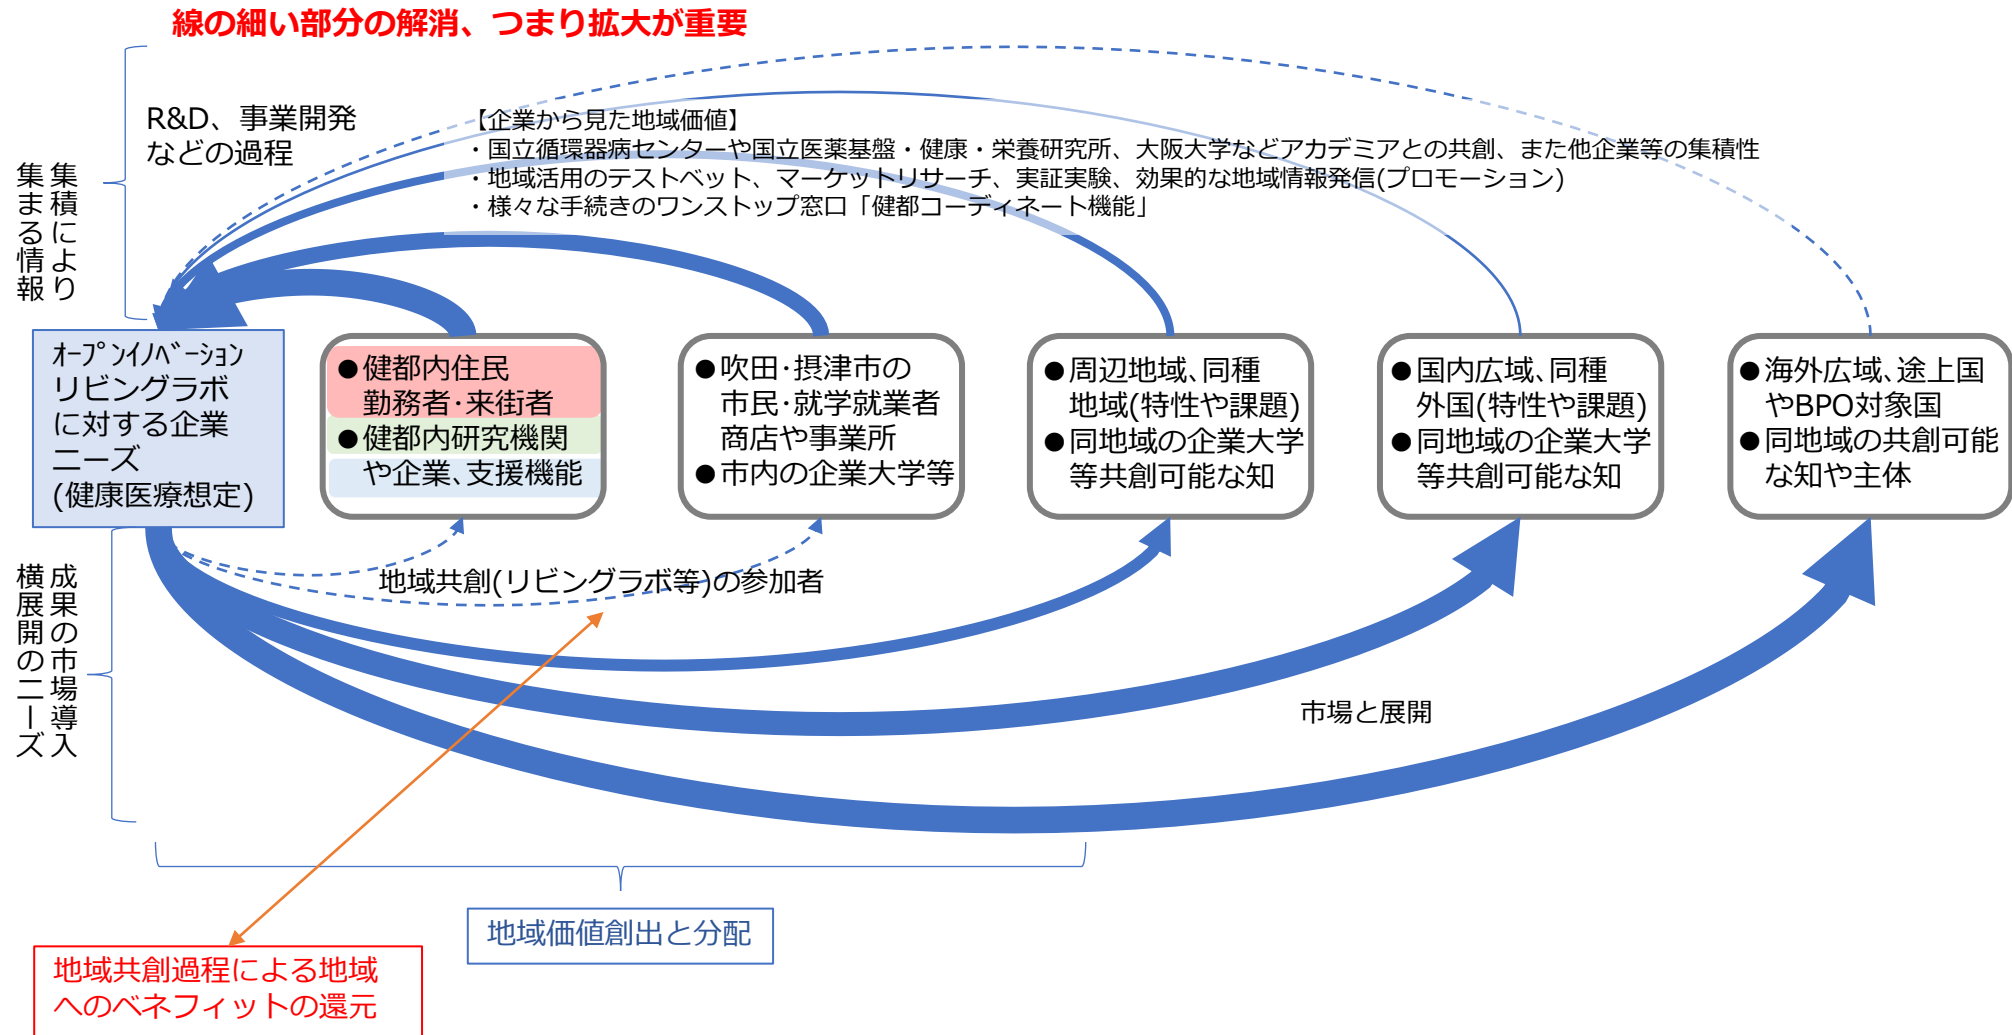 線の細い部分の解消、つまり拡大が重要
R&D、事業開発
などの過程
【企業から見た地域価値】
・国立循環器病センターや国立医薬基盤・健康・栄養研究所、大阪大学などアカデミアとの共創、また他企業等の集積性
・地域活用のテストベット、マーケットリサーチ、実証実験、効果的な地域情報発信(プロモーション)
・様々な手続きのワンストップ窓口「健都コーディネート機能」
集積により
集まる情報
ｵｰﾌﾟﾝｲﾉﾍﾞｰｼｮﾝ
リビングラボ
に対する企業
ニーズ
(健康医療想定)
●健都内住民
勤務者･来街者
●健都内研究機関
や企業､支援機能
●吹田･摂津市の
市民･就学就業者
商店や事業所
●市内の企業大学等
●周辺地域､同種
地域(特性や課題)
●同地域の企業大学
等共創可能な知
●国内広域､同種
外国(特性や課題)
●同地域の企業大学
等共創可能な知
●海外広域､途上国
やBPO対象国
●同地域の共創可能
な知や主体
地域共創(リビングラボ等)の参加者
成果の市場導入
横展開のニーズ
市場と展開
地域価値創出と分配
地域共創過程による地域
へのベネフィットの還元